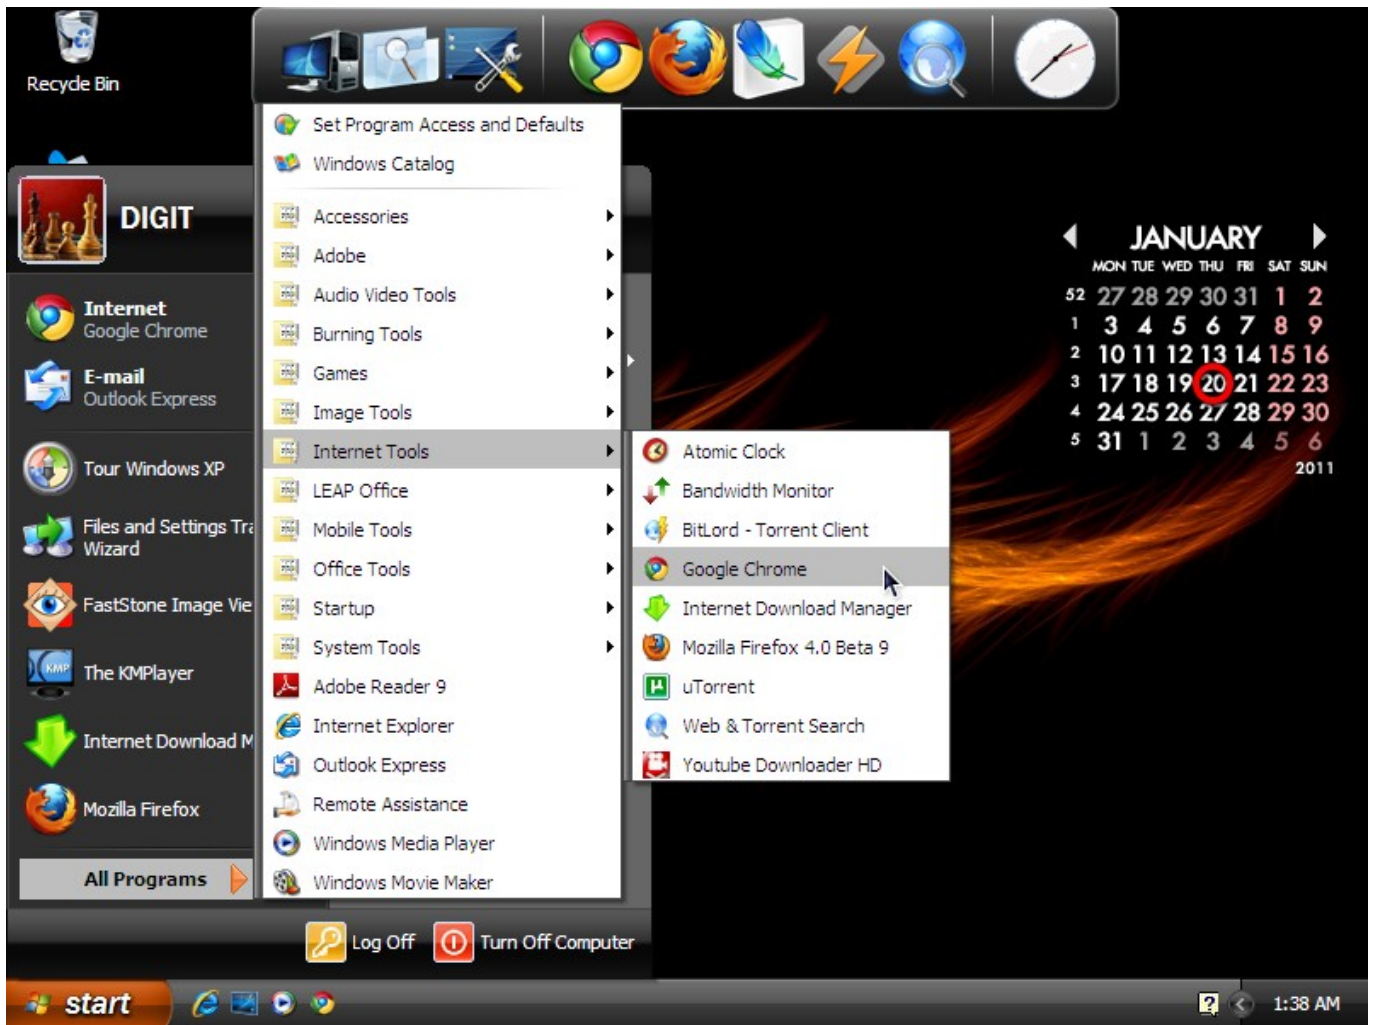 Recycle Bin
DIGIT
Internet
Google Chrome
E-mail
Outlook Express
Tour Windows XP
Files and Settings Tra
Wizard
FastStone Image Vie
The KMPlayer
KMP
Internet Download M
Mozilla Firefox
All Programs
Set Program Access and Defaults
Windows Catalog
Accessories
Adobe
Audio Video Tools
Burning Tools
Games
Image Tools
Internet Tools
LEAP Office
Mobile Tools
Office Tools
Startup
System Tools
Adobe Reader 9
Internet Explorer
Outlook Express
Remote Assistance
Windows Media Player
Windows Movie Maker
Atomic Clock
Bandwidth Monitor
BitLord - Torrent Client
Google Chrome
Internet Download Manager
Mozilla Firefox 4.0 Beta 9
uTorrent
Web & Torrent Search
Youtube Downloader HD
JANUARY
MON TUE WED THU FRI SAT SUN
52 27 28 29 30 31 1 2
1 3 4 5 6 7 8 9
2 10 11 12 13 14 15 16
3 17 18 19 20 21 22 23
4 24 25 26 27 28 29 30
5 31 1 2 3 4 5 6
2011
Log Off
Turn Off Computer
start
1:38 AM